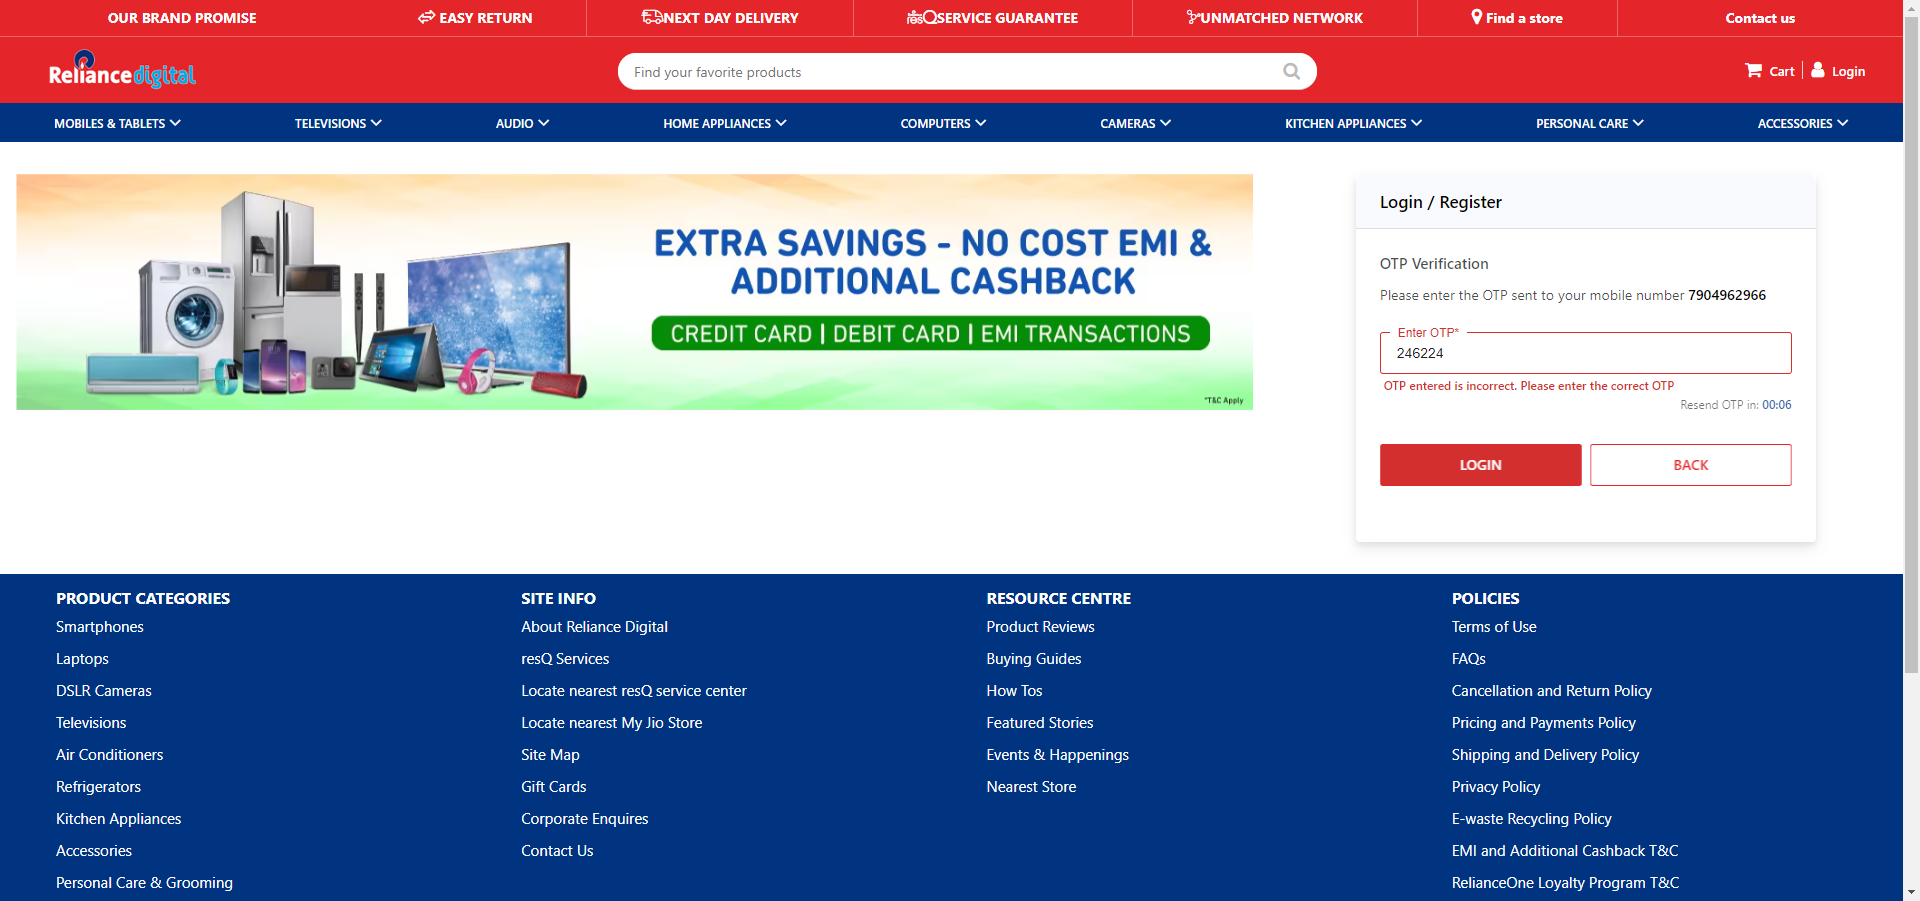 OUR BRAND PROMISE
EASY RETURN
NEXT DAY DELIVERY
resQ SERVICE GUARANTEE
UNMATCHED NETWORK
Find a store
Contact us
Reliance digital
Find your favorite products
Cart
Login
MOBILES & TABLETS
TELEVISIONS
AUDIO
HOME APPLIANCES
COMPUTERS
CAMERAS
KITCHEN APPLIANCES
PERSONAL CARE
ACCESSORIES
EXTRA SAVINGS - NO COST EMI &
ADDITIONAL CASHBACK
CREDIT CARD | DEBIT CARD | EMI TRANSACTIONS
*T&C Apply
Login / Register
OTP Verification
Please enter the OTP sent to your mobile number 7904962966
Enter OTP*
246224
OTP entered is incorrect. Please enter the correct OTP
Resend OTP in: 00:06
LOGIN
BACK
PRODUCT CATEGORIES
Smartphones
Laptops
DSLR Cameras
Televisions
Air Conditioners
Refrigerators
Kitchen Appliances
Accessories
Personal Care & Grooming
SITE INFO
About Reliance Digital
resQ Services
Locate nearest resQ service center
Locate nearest My Jio Store
Site Map
Gift Cards
Corporate Enquires
Contact Us
RESOURCE CENTRE
Product Reviews
Buying Guides
How Tos
Featured Stories
Events & Happenings
Nearest Store
POLICIES
Terms of Use
FAQs
Cancellation and Return Policy
Pricing and Payments Policy
Shipping and Delivery Policy
Privacy Policy
E-waste Recycling Policy
EMI and Additional Cashback T&C
RelianceOne Loyalty Program T&C